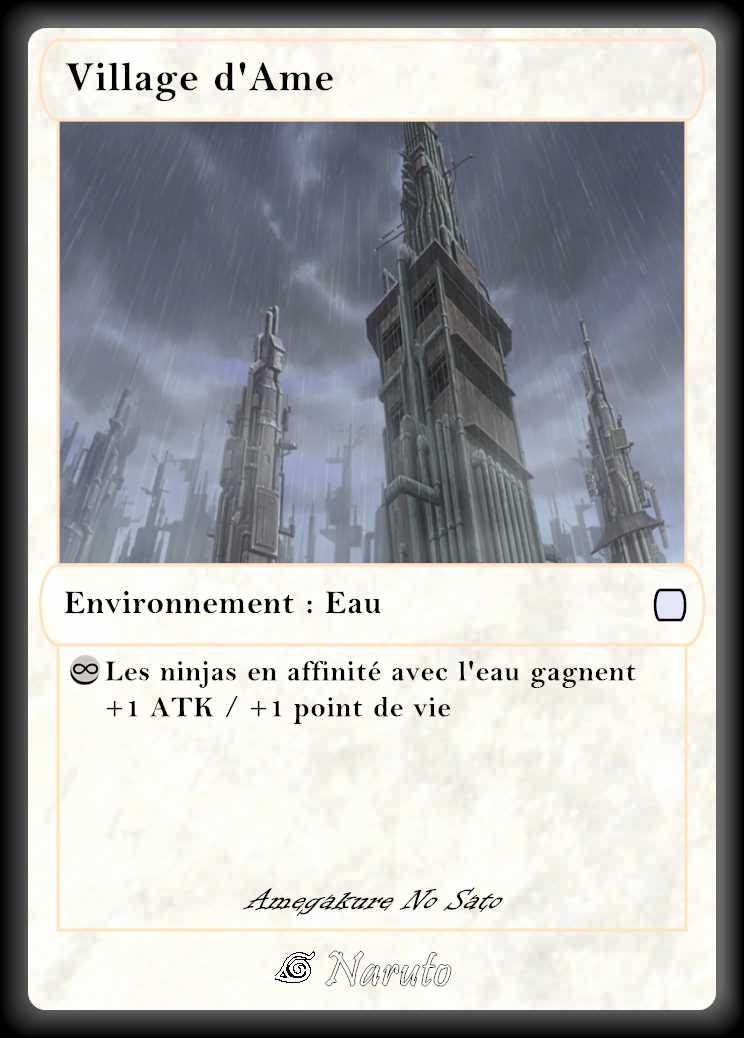 Village d'Ame
Environnement : Eau
∞ Les ninjas en affinité avec l'eau gagnent
+1 ATK / +1 point de vie
Amegakure No Sato
Naruto